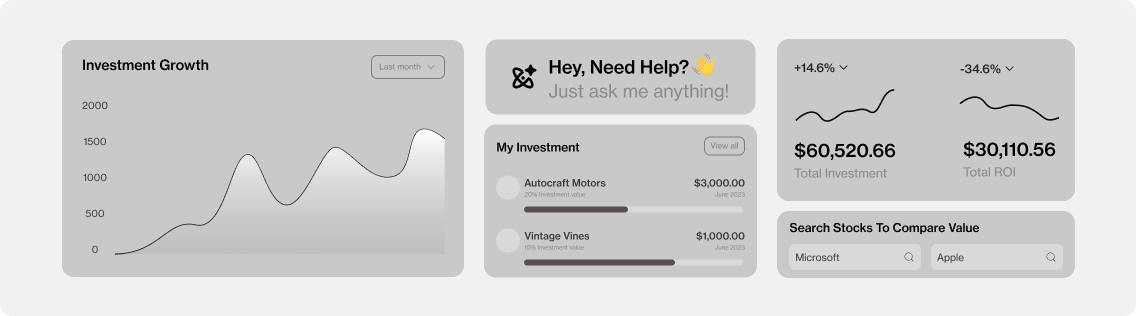 Investment Growth
Last month
2000
1500
1000
500
0
Hey, Need Help?👋
Just ask me anything!
My Investment
View all
Autocraft Motors
$3,000.00
20% Investment value
June 2023
Vintage Vines
$1,000.00
10% Investment value
June 2023
+14.6%
-34.6%
$60,520.66
$30,110.56
Total Investment
Total ROI
Search Stocks To Compare Value
Microsoft
Apple